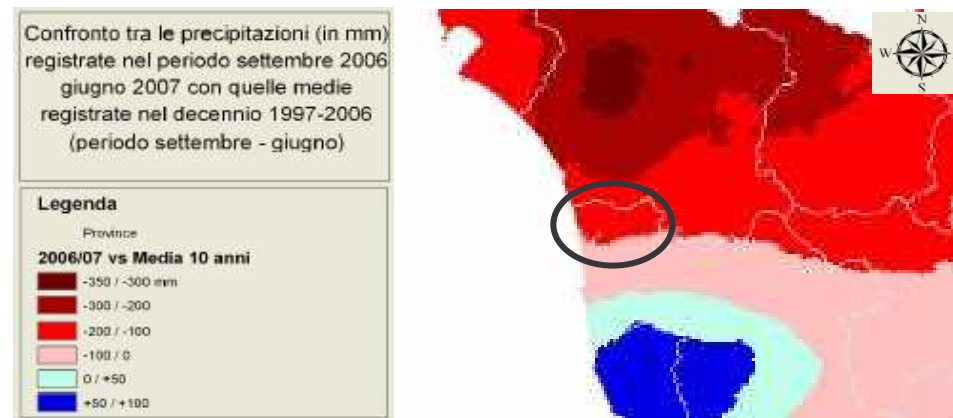 Confronto tra le precipitazioni (in mm)
registrate nel periodo settembre 2006
giugno 2007 con quelle medie
registrate nel decennio 1997-2006
(periodo settembre - giugno)
Legenda
Province
2006/07 vs Media 10 anni
-350 / -300 mm
-300 / -200
-200 / -100
-100 / 0
0 / +50
+50 / +100
N
W
E
S